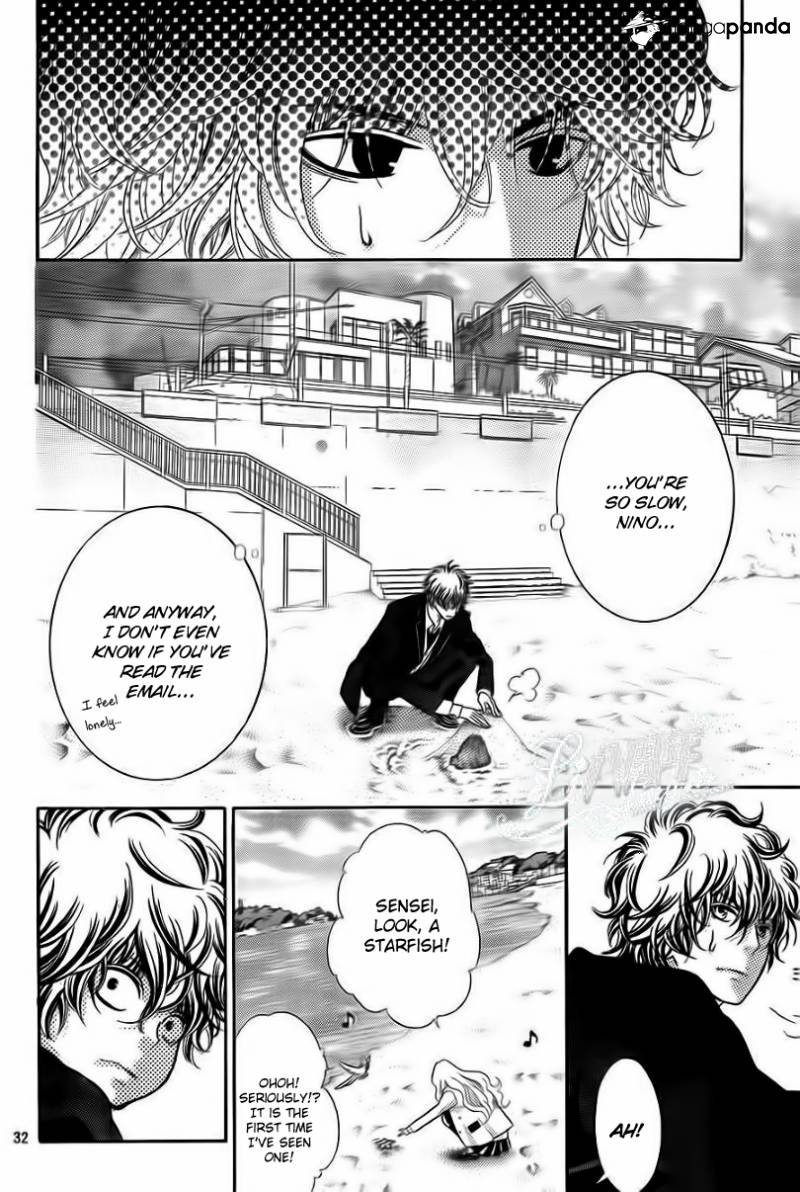 mangapanda
...YOU'RE
SO SLOW,
NINO...
AND ANYWAY,
I DON'T EVEN
KNOW IF YOU'VE
READ THE
EMAIL...
I feel
lonely...
AH!
SENSEI,
LOOK, A
STARFISH!
OHOH!
SERIOUSLY!?
IT IS THE
FIRST TIME
I'VE SEEN
ONE!
32